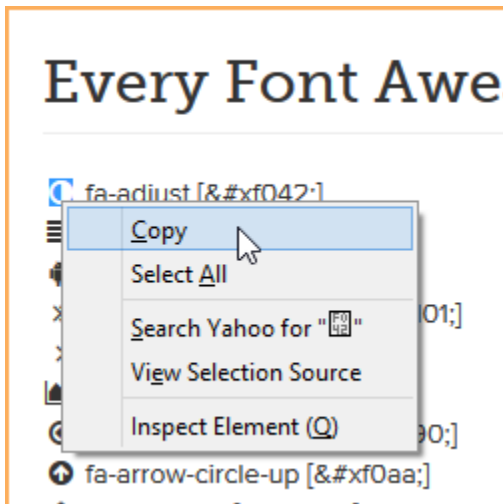 Every Font Awe
fa-adjust [&#xf042;]
Copy
Select All
01;]
Search Yahoo for ""
View Selection Source
Inspect Element (Q)
90;]
fa-arrow-circle-up [&#xf0aa;]